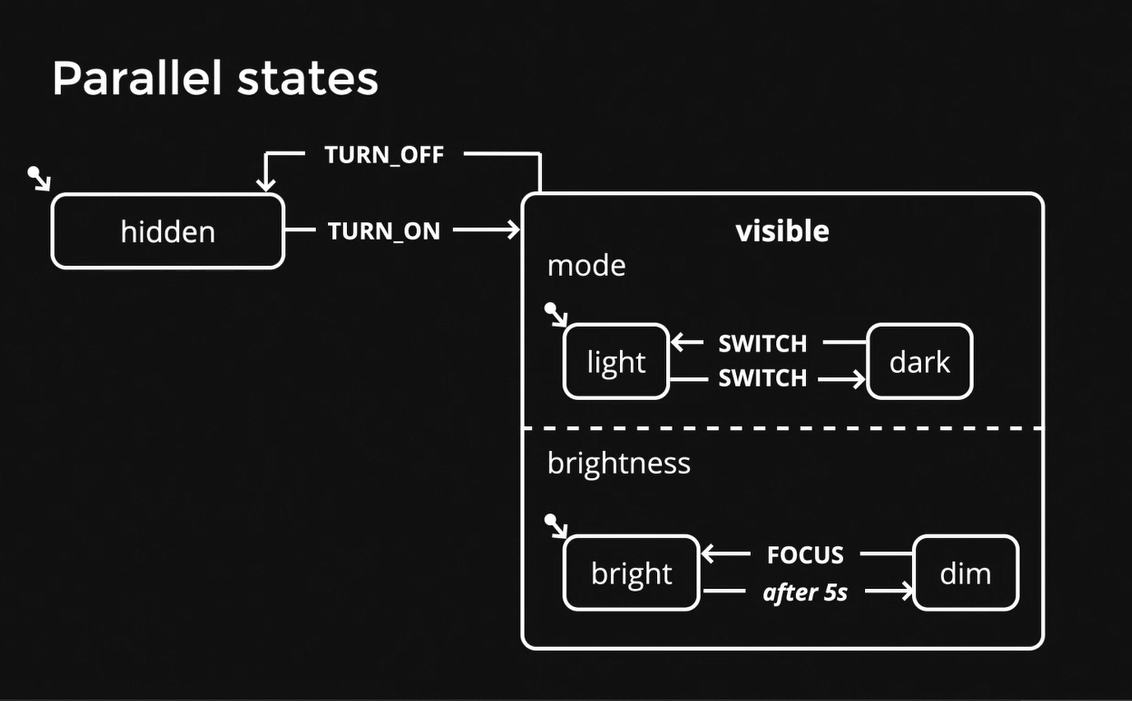 Parallel states
TURN_OFF
hidden
TURN_ON
visible
mode
light
SWITCH
SWITCH
dark
brightness
bright
FOCUS
after 5s
dim